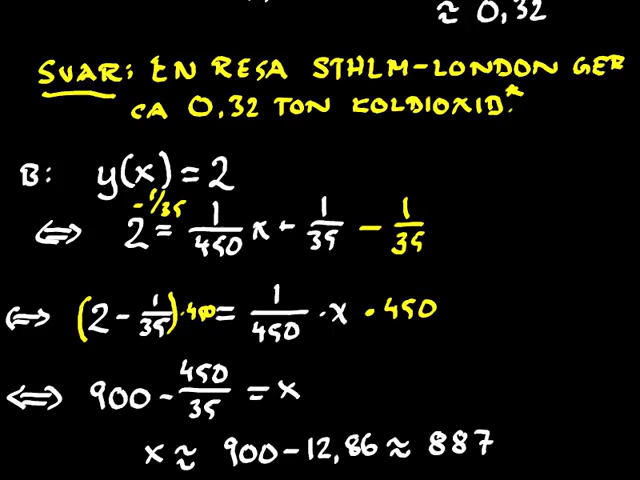 ≈ 0,32
SVAR: EN RESA STHLM-LONDON GER
CA 0,32 TON KOLDIOXID.*
B: y(x) = 2
⇔ 2 - 1/35 = 1/450 x + 1/35 - 1/35
⇔ (2 - 1/35) · 450 = 1/450 · x · 450
⇔ 900 - 450/35 = x
x ≈ 900 - 12,86 ≈ 887